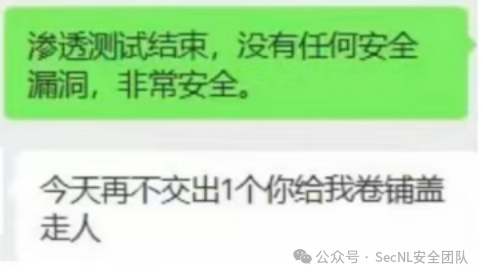 渗透测试结束，没有任何安全
漏洞，非常安全。
今天再不交出1个你给我卷铺盖
走人
公众号 · SecNL安全团队